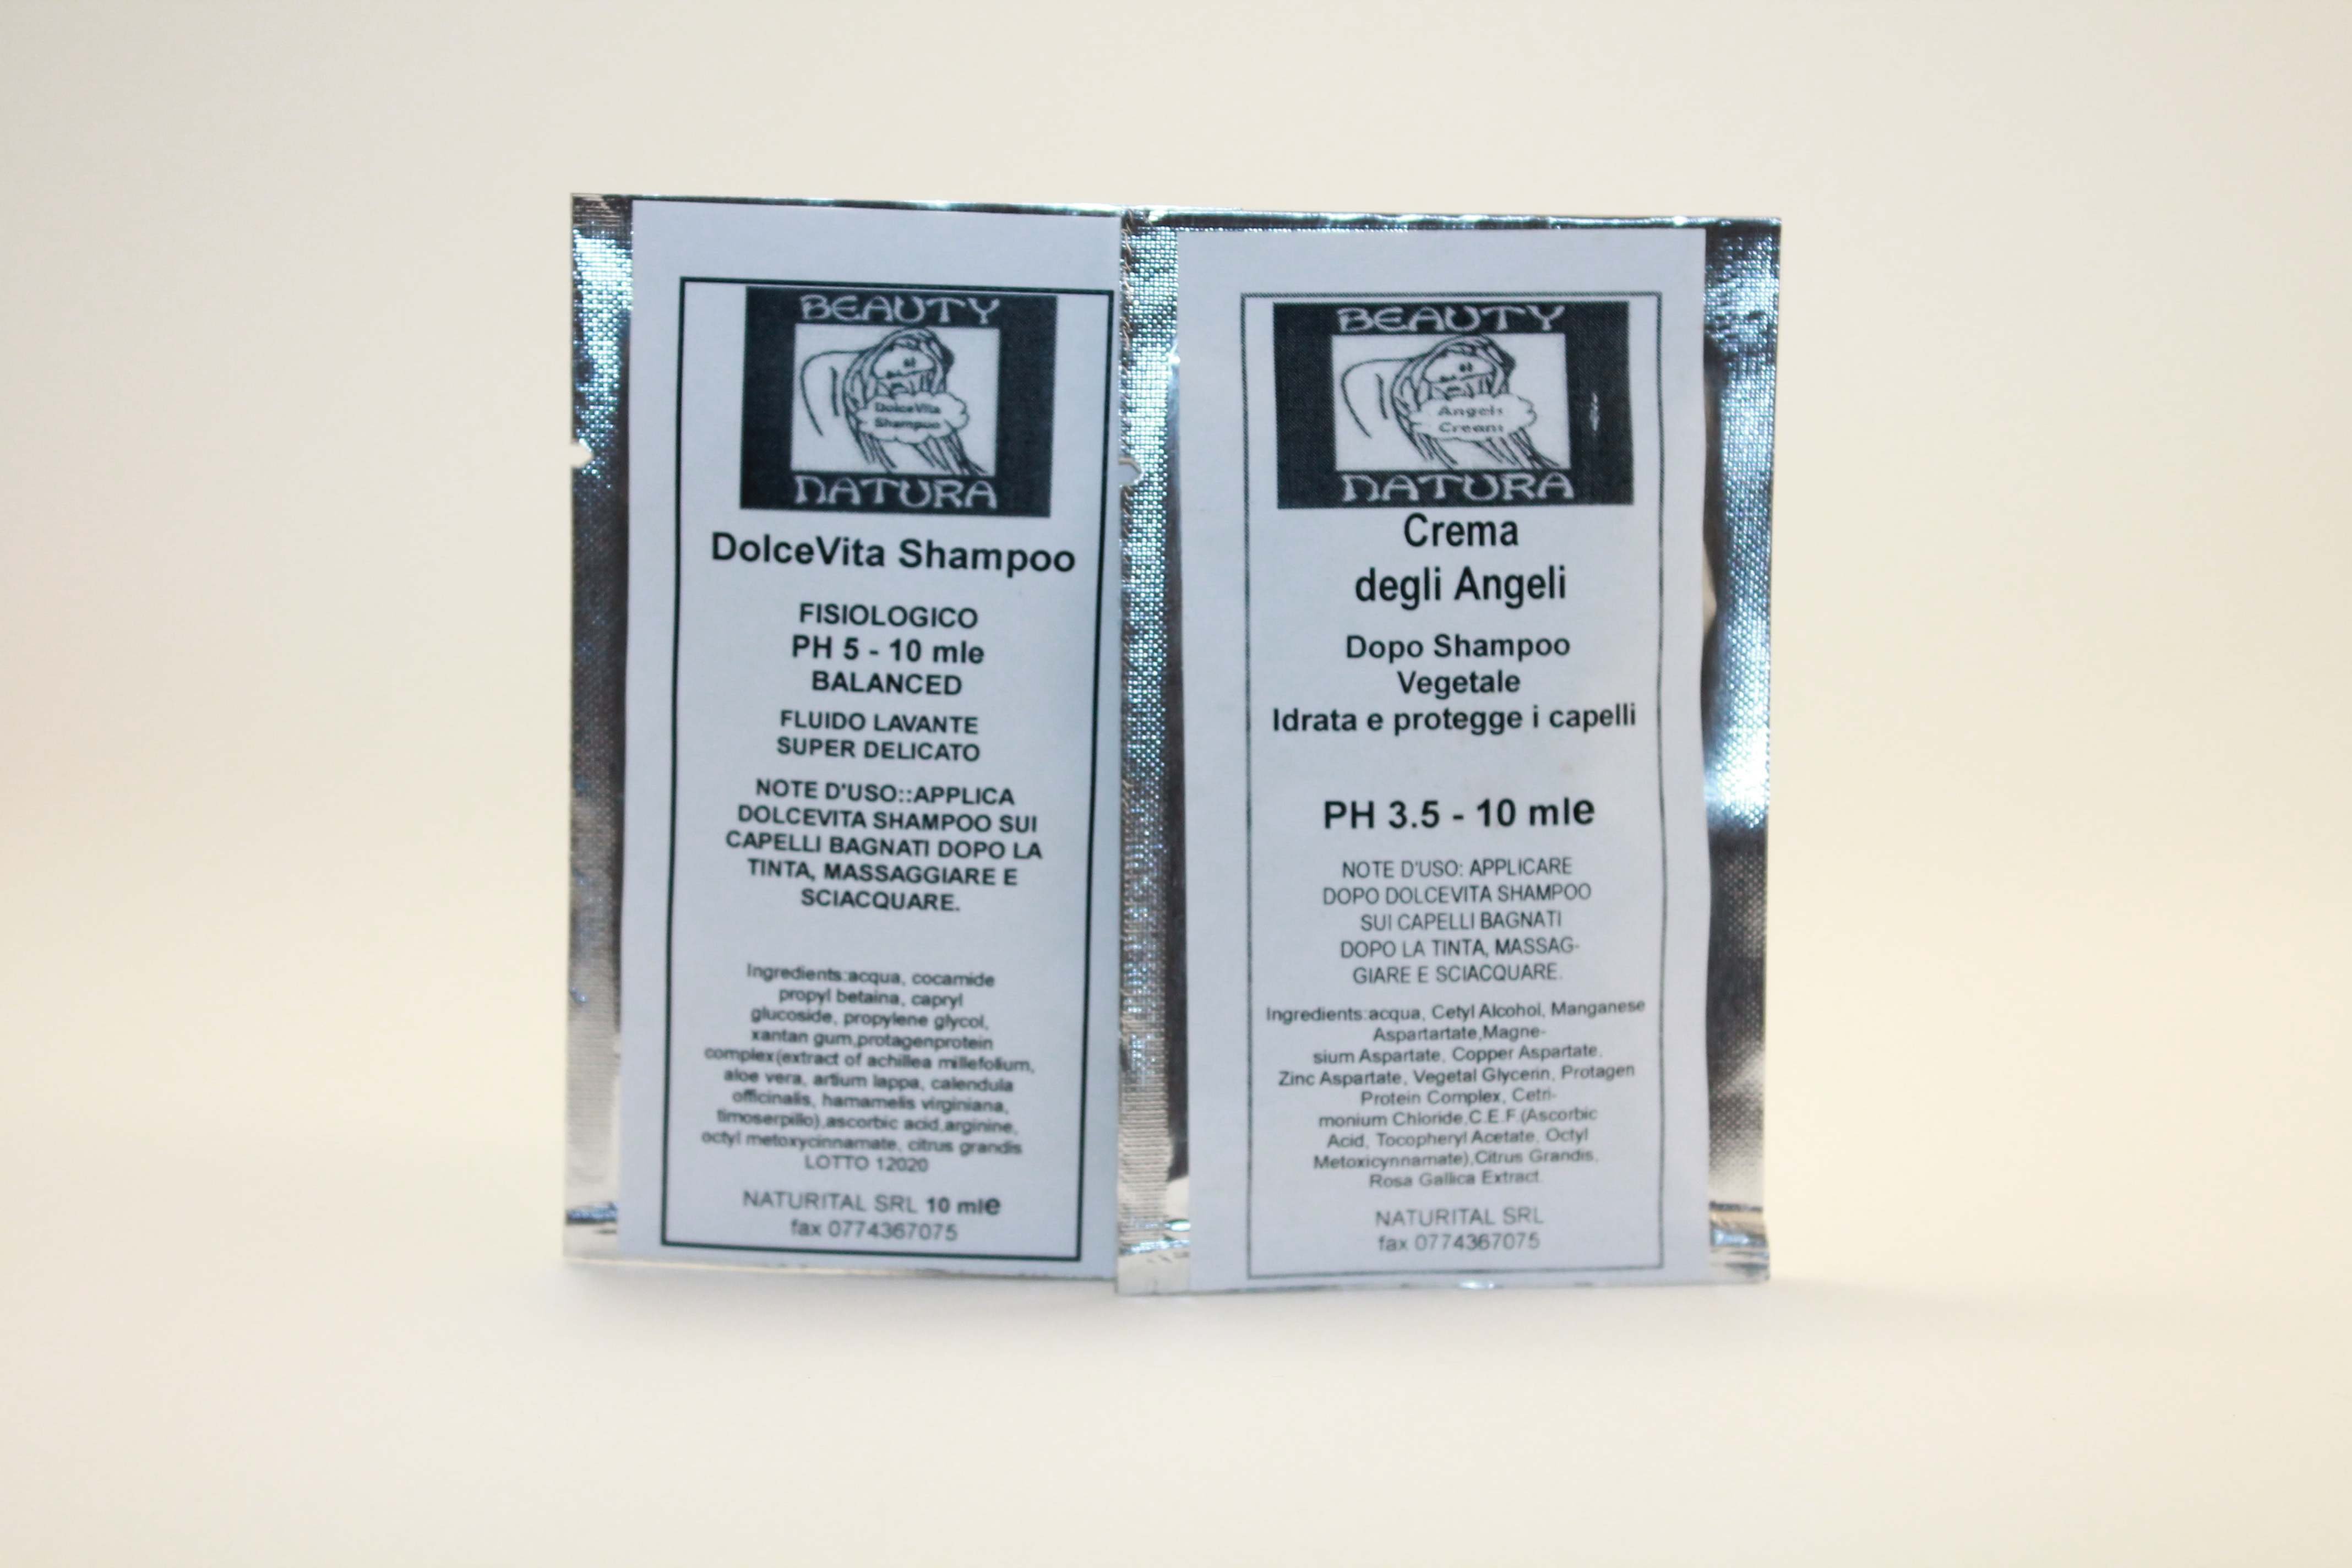 BEAUTY
DolceVita
Shampoo
NATURA
DolceVita Shampoo
FISIOLOGICO
PH 5 - 10 mle
BALANCED
FLUIDO LAVANTE
SUPER DELICATO
NOTE D'USO::APPLICA
DOLCEVITA SHAMPOO SUI
CAPELLI BAGNATI DOPO LA
TINTA, MASSAGGIARE E
SCIACQUARE.
Ingredients:acqua, cocamide
propyl betaina, capryl
glucoside, propylene glycol,
xantan gum,protagenprotein
complex(extract of achillea millefolium,
aloe vera, artium lappa, calendula
officinalis, hamamelis virginiana,
timoserpillo),ascorbic acid,arginine,
octyl metoxycinnamate, citrus grandis
LOTTO 12020
NATURITAL SRL 10 mle
fax 0774367075
BEAUTY
Angels
Cream
NATURA
Crema
degli Angeli
Dopo Shampoo
Vegetale
Idrata e protegge i capelli
PH 3.5 - 10 mle
NOTE D'USO: APPLICARE
DOPO DOLCEVITA SHAMPOO
SUI CAPELLI BAGNATI
DOPO LA TINTA, MASSAG-
GIARE E SCIACQUARE.
Ingredients:acqua, Cetyl Alcohol, Manganese
Aspartartate,Magne-
sium Aspartate, Copper Aspartate,
Zinc Aspartate, Vegetal Glycerin, Protagen
Protein Complex, Cetri-
monium Chloride,C.E.F.(Ascorbic
Acid, Tocopheryl Acetate, Octyl
Metoxicynnamate),Citrus Grandis,
Rosa Gallica Extract.
NATURITAL SRL
fax 0774367075